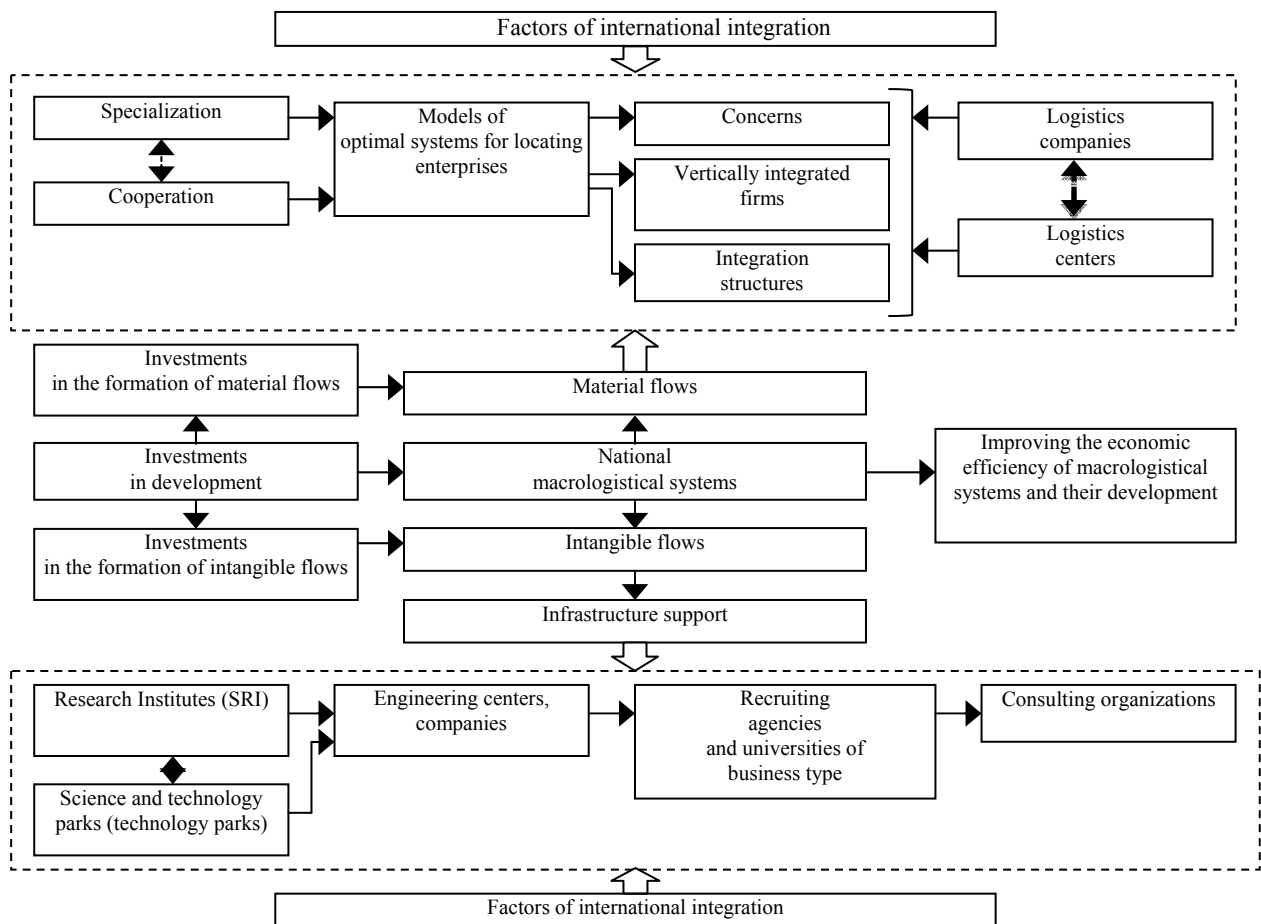 Factors of international integration
Specialization
Cooperation
Models of
optimal systems for locating
enterprises
Concerns
Vertically integrated
firms
Integration
structures
Logistics
companies
Logistics
centers
Investments
in the formation of material flows
Material flows
Investments
in development
National
macrologistical systems
Improving the economic
efficiency of macrologistical
systems and their development
Investments
in the formation of intangible flows
Intangible flows
Infrastructure support
Research Institutes (SRI)
Engineering centers,
companies
Recruiting
agencies
and universities of
business type
Consulting organizations
Science and technology
parks (technology parks)
Factors of international integration